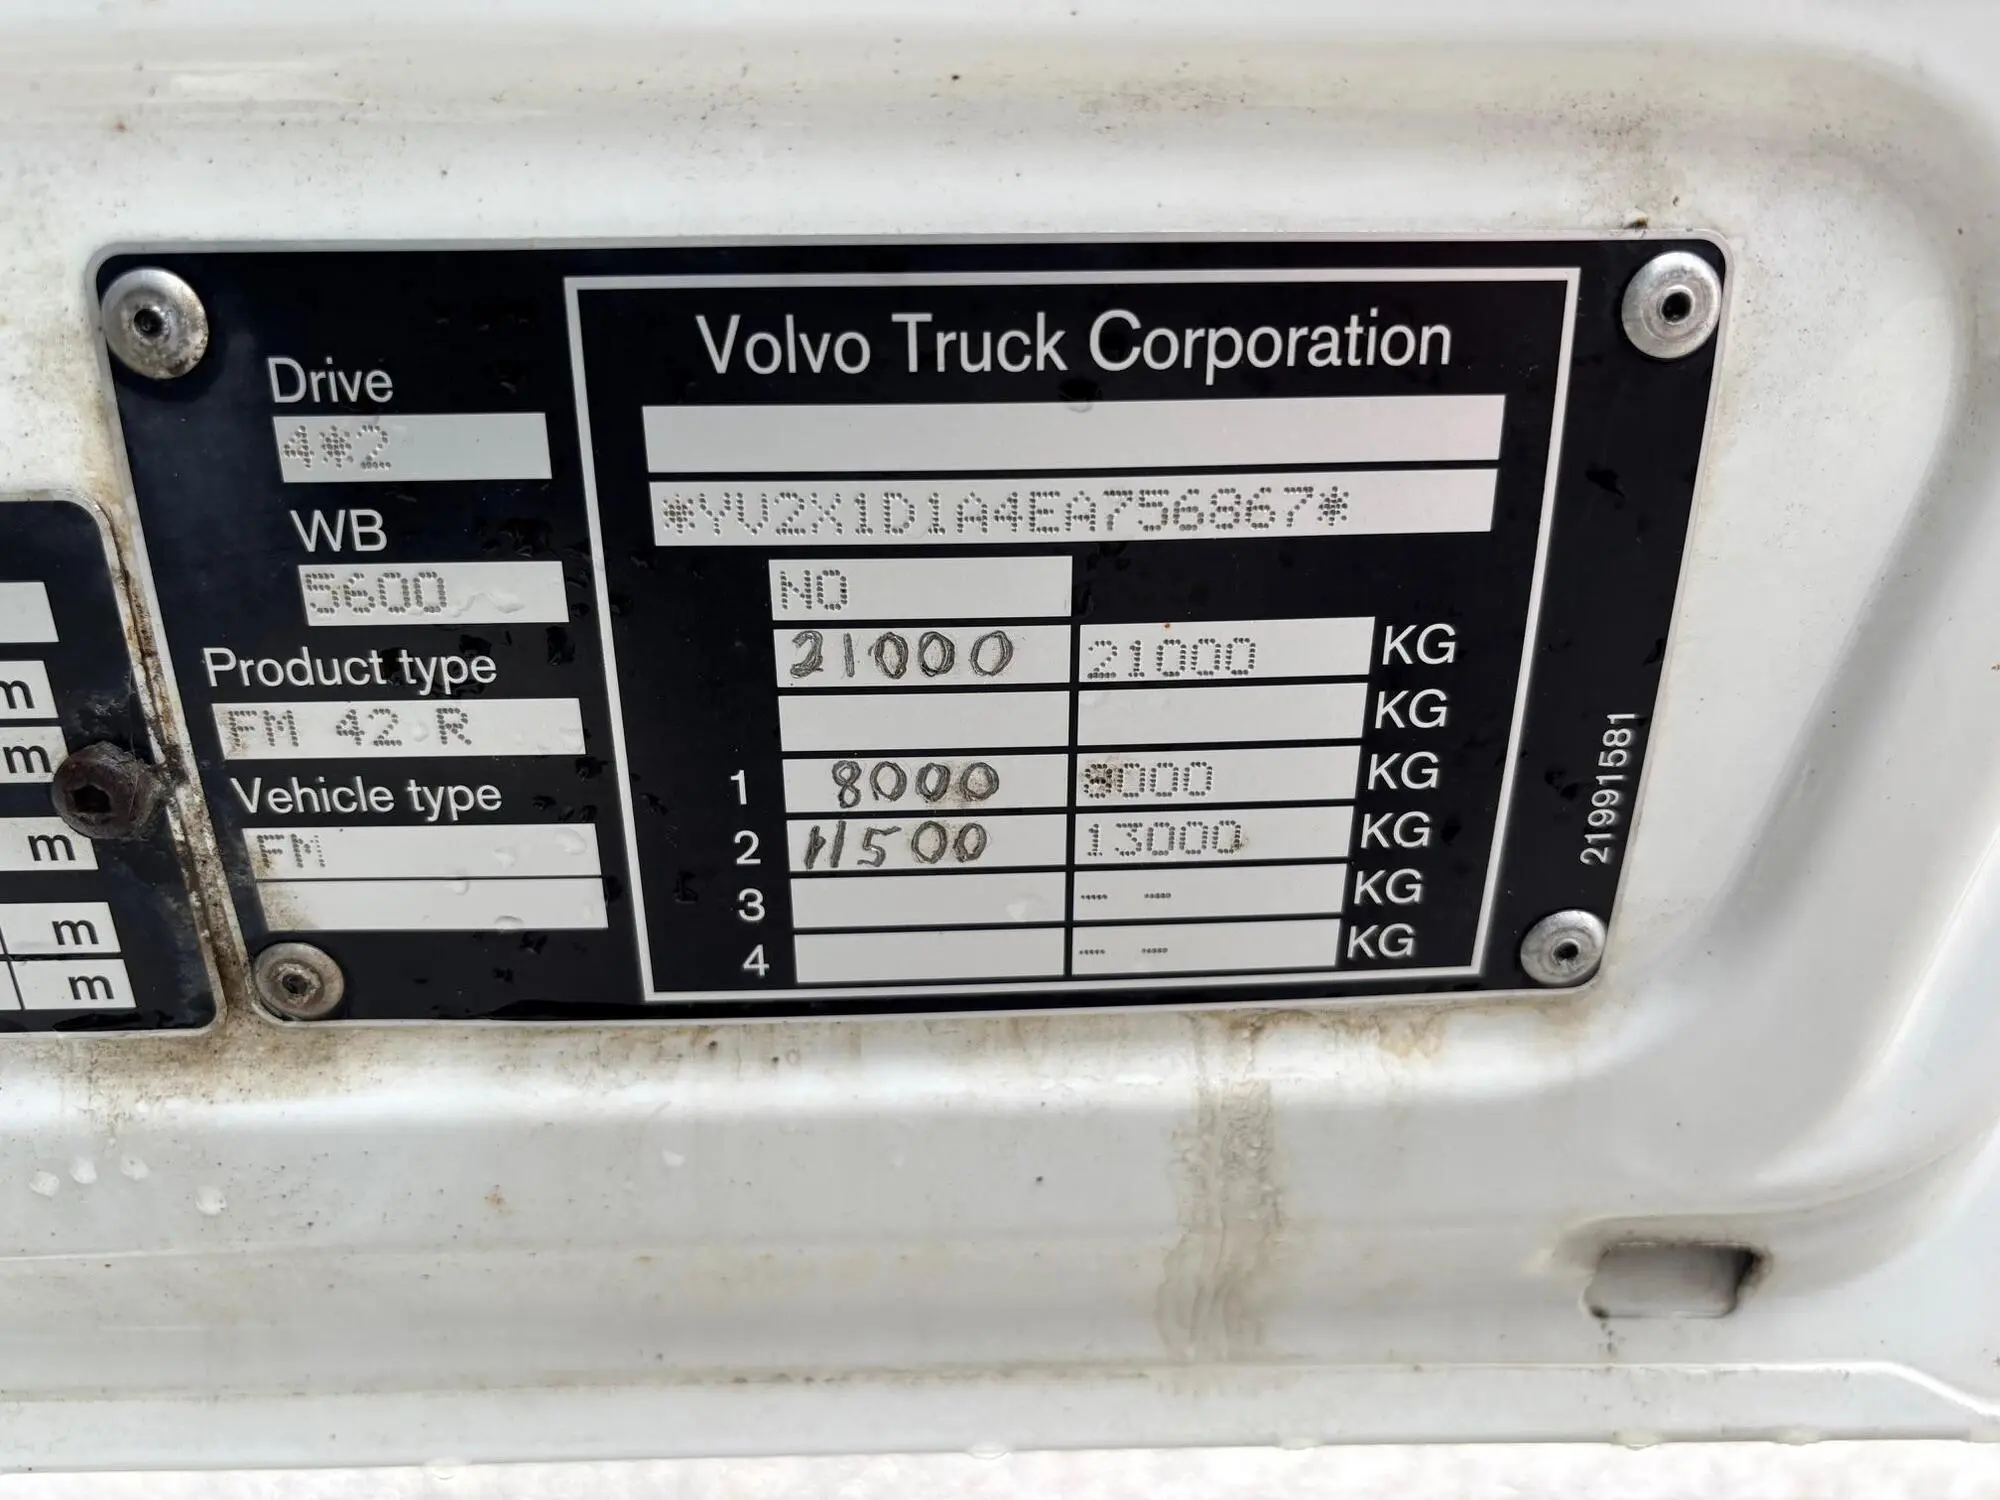 Volvo Truck Corporation
Drive
4*2
*YV2X1D1A4EA756867*
WB
5600
NO
Product type
FM 42 R
21000 21000 KG
KG
Vehicle type
FM
1 8000 8000 KG
2 11500 13000 KG
3 ---- ---- KG
4 ---- ---- KG
21991581
m
m
m
m
m